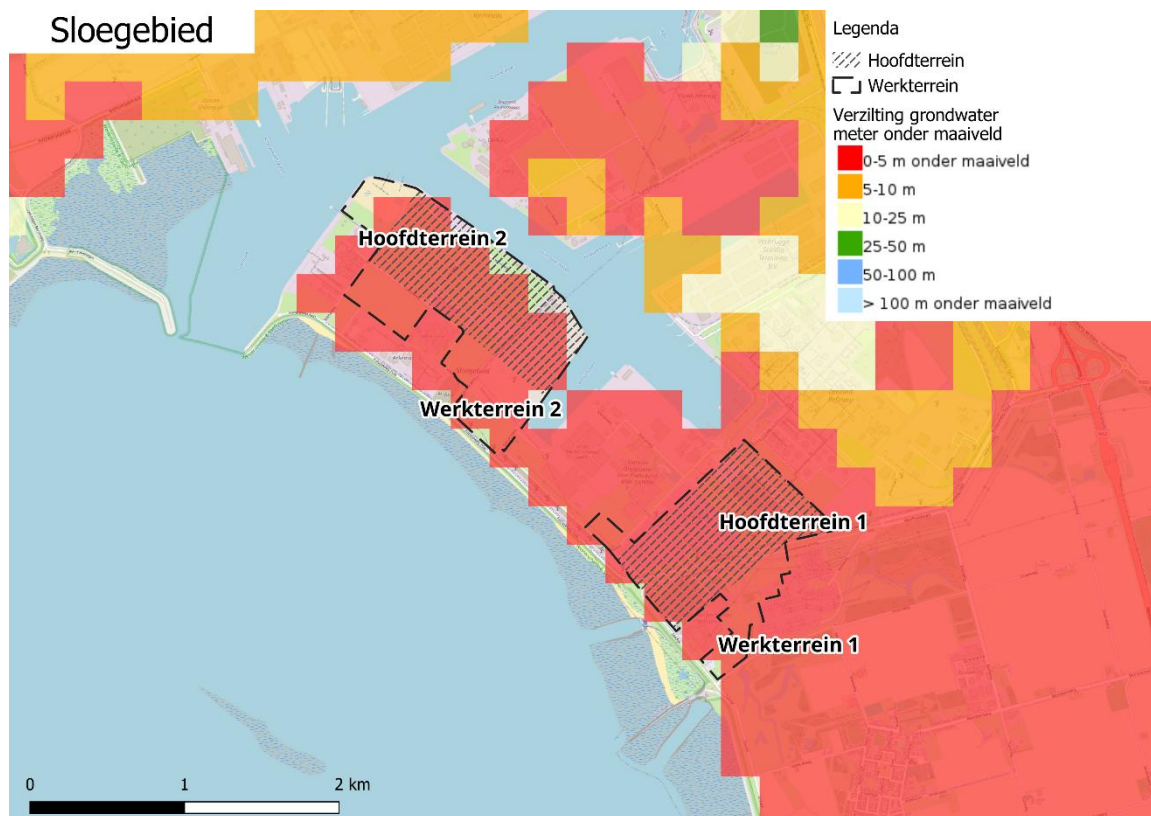 Sloegebied
Legenda
Hoofdterrein
Werkterrein
Verzilting grondwater
meter onder maaiveld
0-5 m onder maaiveld
5-10 m
10-25 m
25-50 m
50-100 m
> 100 m onder maaiveld
Hoofdterrein 2
Werkterrein 2
Hoofdterrein 1
Werkterrein 1
0 1 2 km